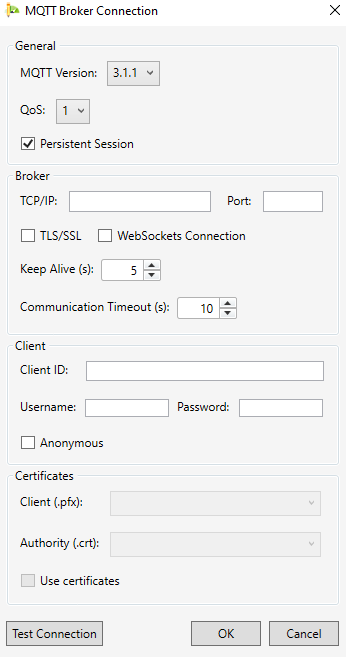 MQTT Broker Connection
General
MQTT Version: 3.1.1
QoS: 1
Persistent Session
Broker
TCP/IP: Port:
TLS/SSL WebSockets Connection
Keep Alive (s): 5
Communication Timeout (s): 10
Client
Client ID:
Username: Password:
Anonymous
Certificates
Client (.pfx):
Authority (.crt):
Use certificates
Test Connection OK Cancel